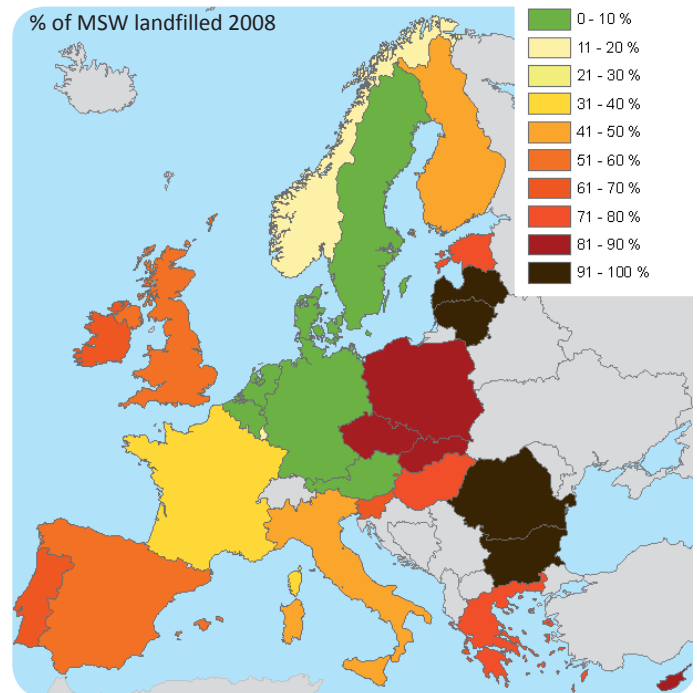 % of MSW landfilled 2008
0 - 10 %
11 - 20 %
21 - 30 %
31 - 40 %
41 - 50 %
51 - 60 %
61 - 70 %
71 - 80 %
81 - 90 %
91 - 100 %